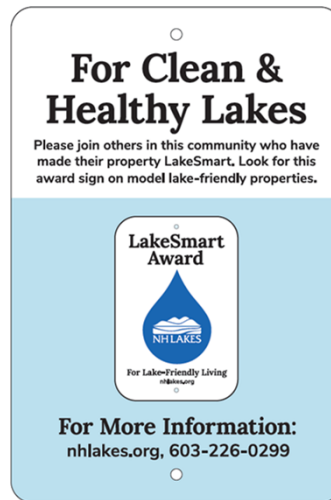 For Clean &
Healthy Lakes
Please join others in this community who have
made their property LakeSmart. Look for this
award sign on model lake-friendly properties.
LakeSmart
Award
NH LAKES
For Lake-Friendly Living
nhlakes.org
For More Information:
nhlakes.org, 603-226-0299